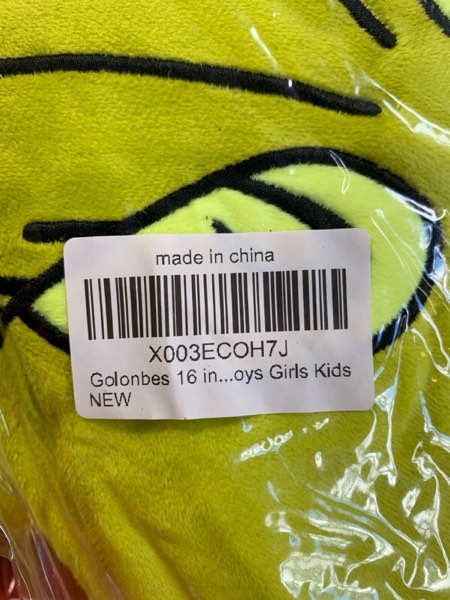 made in china
X003ECOH7J
Golonbes 16 in...oys Girls Kids
NEW